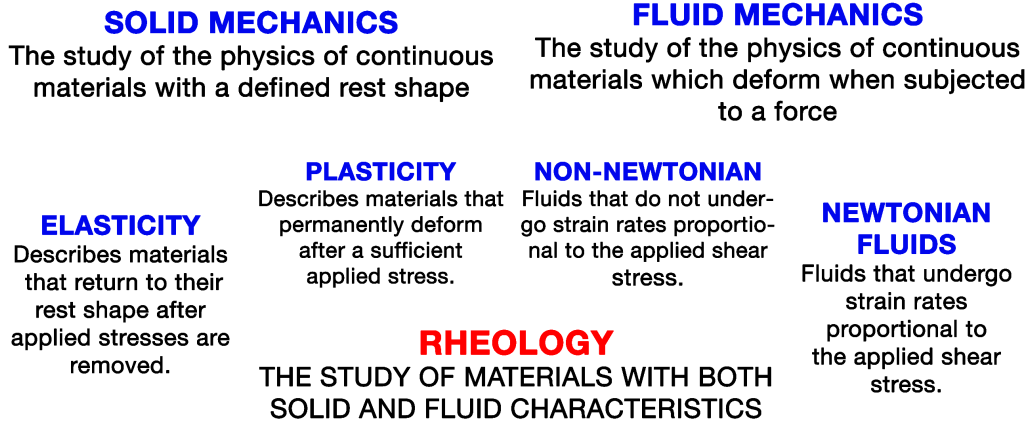 SOLID MECHANICS
The study of the physics of continuous
materials with a defined rest shape
FLUID MECHANICS
The study of the physics of continuous
materials which deform when subjected
to a force
ELASTICITY
Describes materials
that return to their
rest shape after
applied stresses are
removed.
PLASTICITY
Describes materials that
permanently deform
after a sufficient
applied stress.
NON-NEWTONIAN
Fluids that do not under-
go strain rates proportio-
nal to the applied shear
stress.
NEWTONIAN
FLUIDS
Fluids that undergo
strain rates
proportional to
the applied shear
stress.
RHEOLOGY
THE STUDY OF MATERIALS WITH BOTH
SOLID AND FLUID CHARACTERISTICS